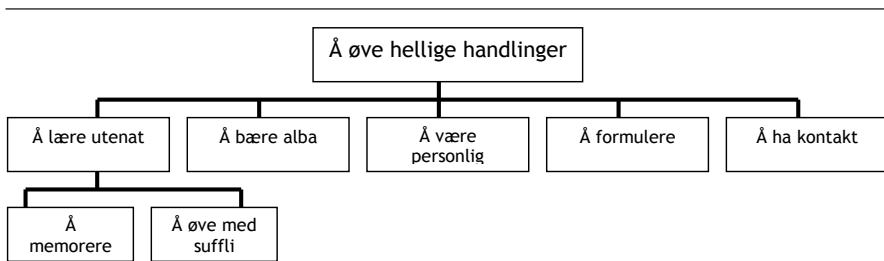 Å øve hellige handlinger
Å lære utenat
Å bære alba
Å være
personlig
Å formulere
Å ha kontakt
Å
memorere
Å øve med
suffli